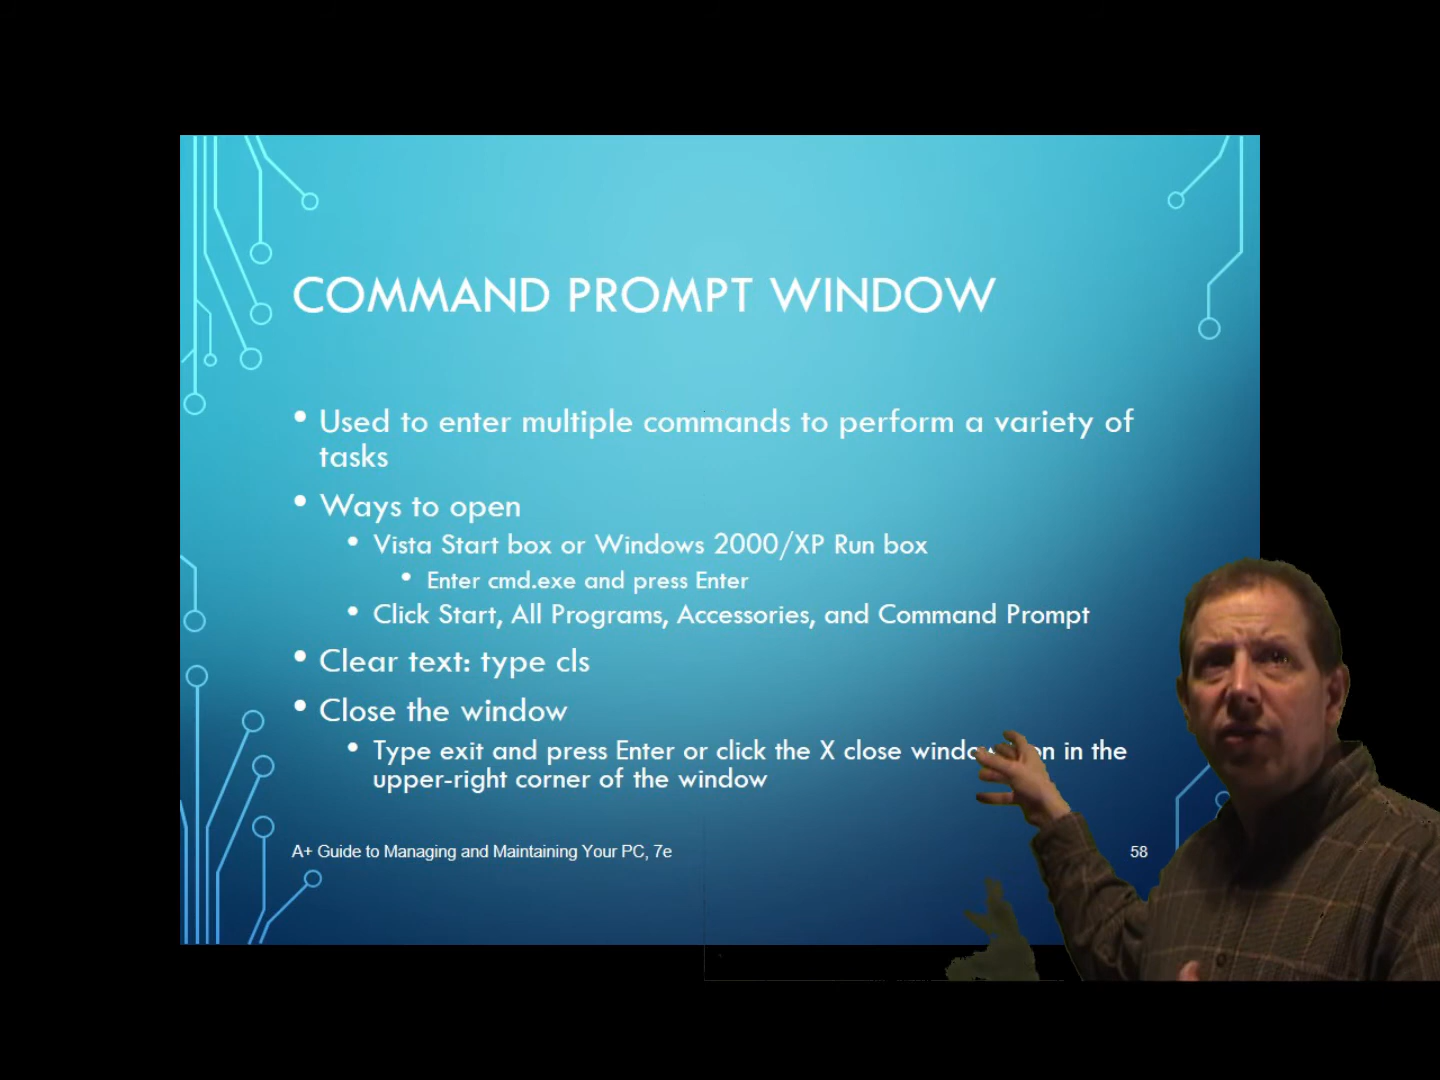 COMMAND PROMPT WINDOW
• Used to enter multiple commands to perform a variety of
tasks
• Ways to open
• Vista Start box or Windows 2000/XP Run box
• Enter cmd.exe and press Enter
• Click Start, All Programs, Accessories, and Command Prompt
• Clear text: type cls
• Close the window
• Type exit and press Enter or click the X close window in the
upper-right corner of the window
A+ Guide to Managing and Maintaining Your PC, 7e
58